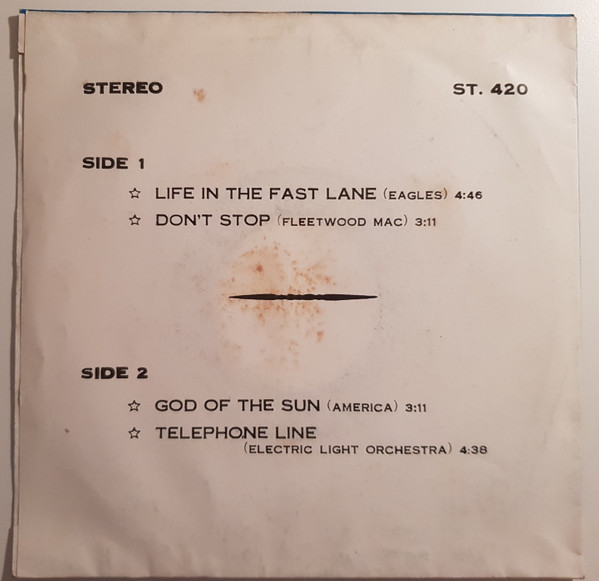 STEREO ST. 420
SIDE 1
☆ LIFE IN THE FAST LANE (EAGLES) 4:46
☆ DON'T STOP (FLEETWOOD MAC) 3:11
SIDE 2
☆ GOD OF THE SUN (AMERICA) 3:11
☆ TELEPHONE LINE
(ELECTRIC LIGHT ORCHESTRA) 4:38